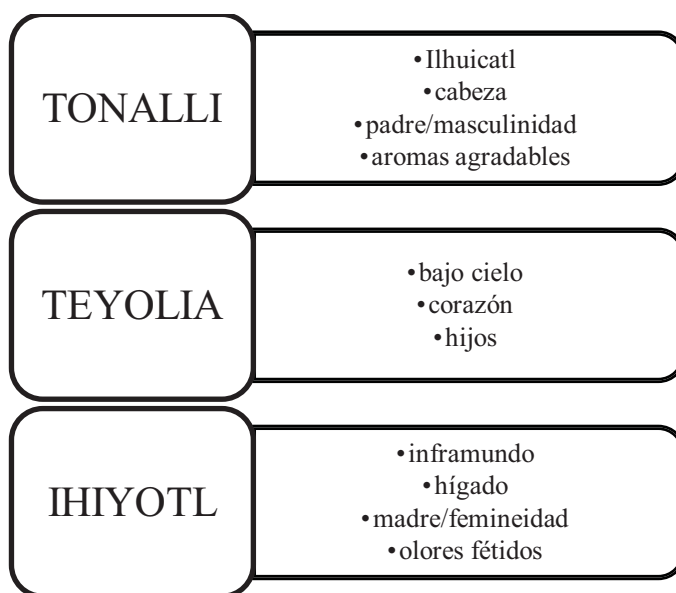 TONALLI
•Ilhuicatl
•cabeza
•padre/masculinidad
•aromas agradables
TEYOLIA
•bajo cielo
•corazón
•hijos
IHIYOTL
•inframundo
•hígado
•madre/femineidad
•olores fétidos